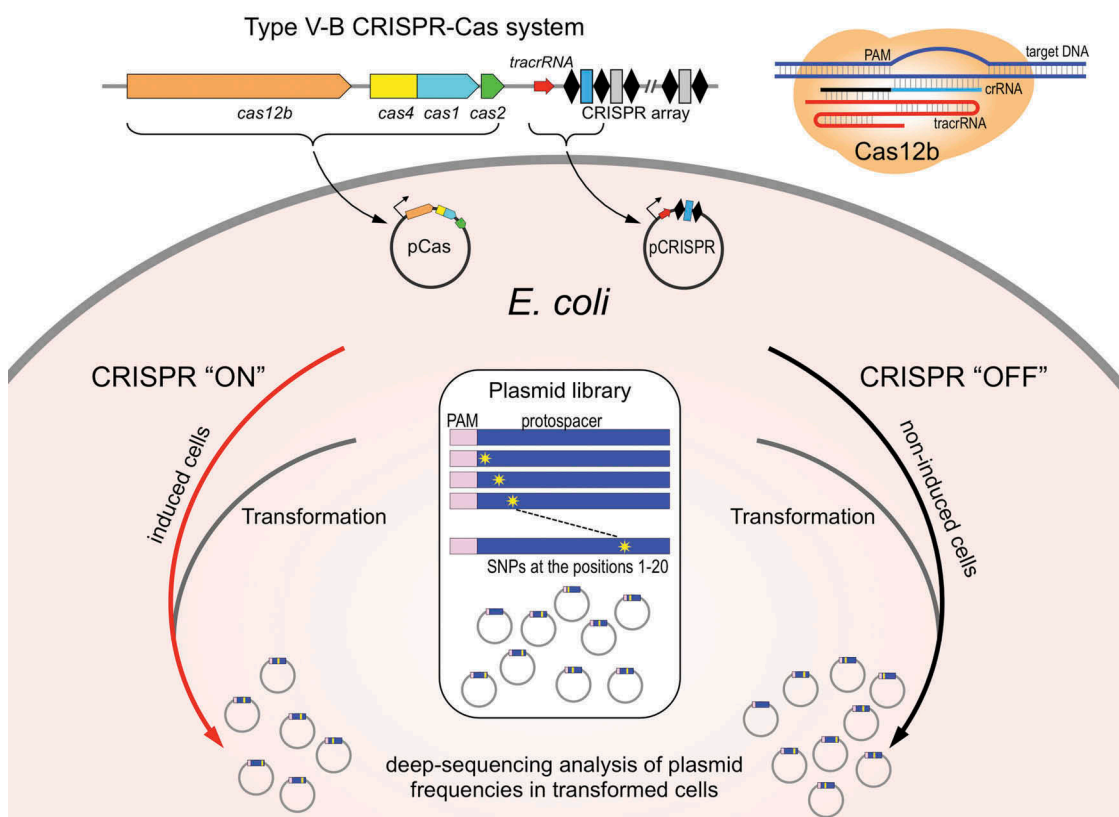 Type V-B CRISPR-Cas system
tracrRNA
cas12b
cas4
cas1
cas2
CRISPR array
PAM
target DNA
crRNA
tracrRNA
Cas12b
pCas
pCRISPR
E. coli
CRISPR “ON”
CRISPR “OFF”
induced cells
non-induced cells
Transformation
Transformation
Plasmid library
PAM
protospacer
SNPs at the positions 1-20
deep-sequencing analysis of plasmid
frequencies in transformed cells